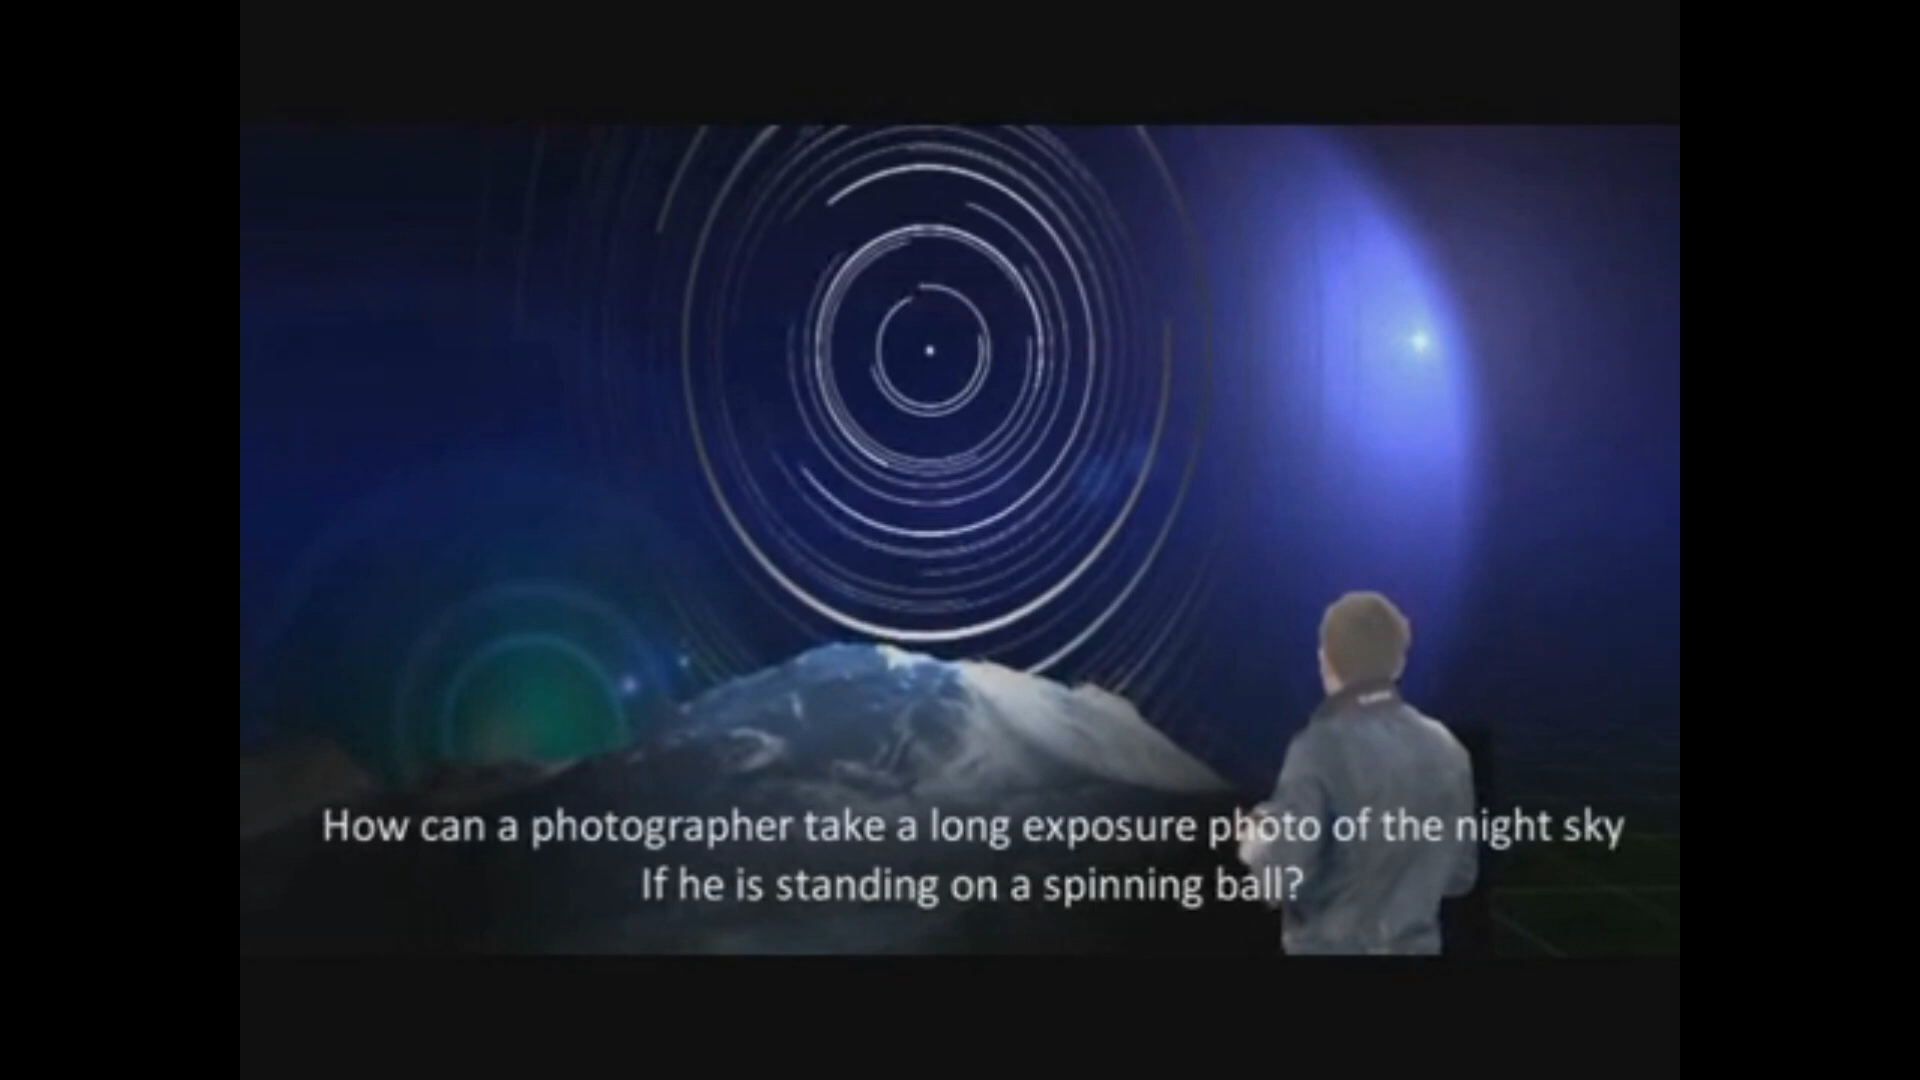 How can a photographer take a long exposure photo of the night sky
If he is standing on a spinning ball?